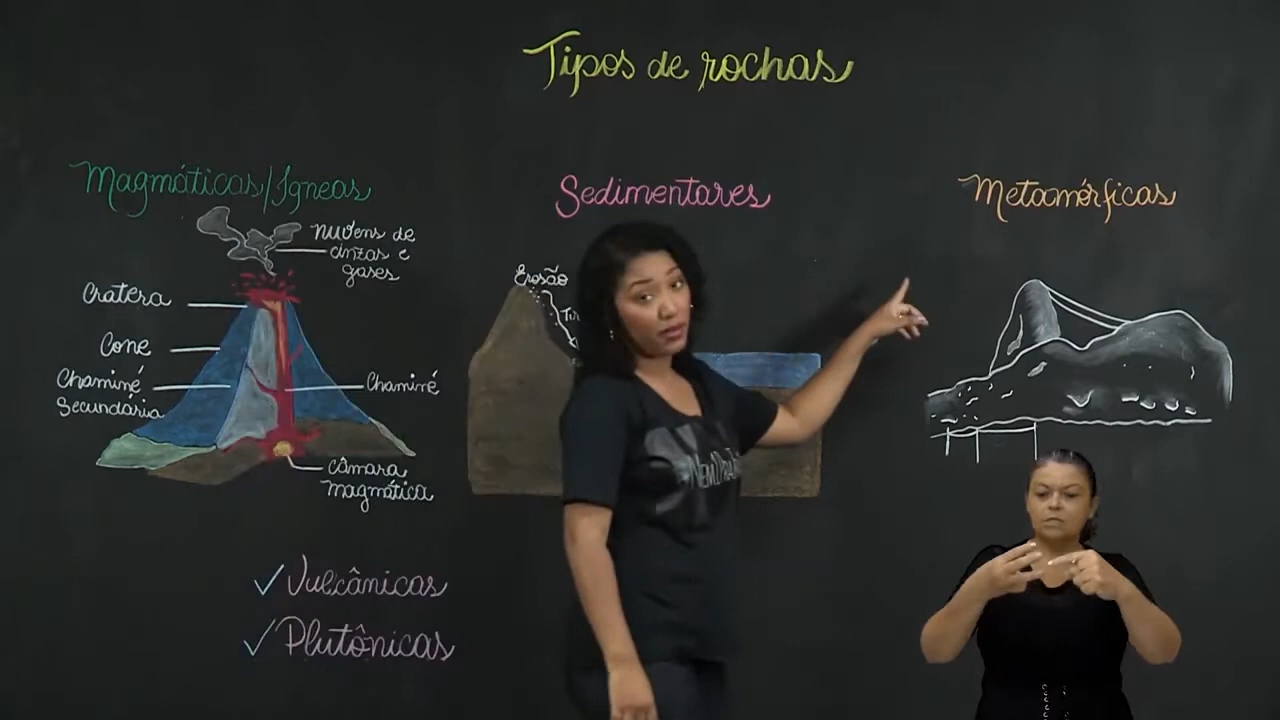 Tipos de rochas
Magmáticas/Ígneas
nuvens de
cinzas e
gases
Cratera
Cone
Chaminé
Secundária
Chaminé
câmara
magmática
✓ Vulcânicas
✓ Plutônicas
Sedimentares
Erosão
Metamórficas